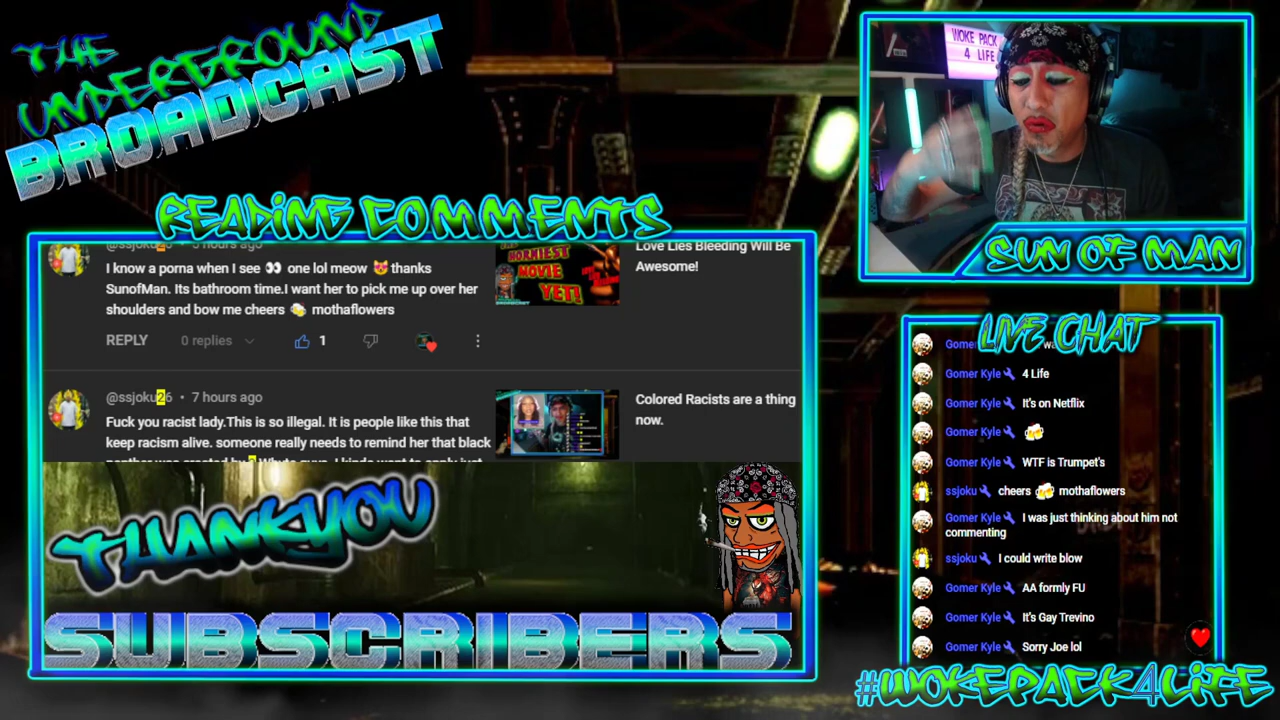 THE
UNDERGROUND
BROADCAST
WOKE PACK
4 LIFE
READING COMMENTS
@ssjoku26 • 5 hours ago
I know a porna when I see 👀 one lol meow 😻 thanks
SunofMan. Its bathroom time.I want her to pick me up over her
shoulders and bow me cheers 🍻 mothaflowers
REPLY 0 replies 1
HORNIEST
MOVIE
YET!
Love Lies Bleeding Will Be
Awesome!
@ssjoku26 • 7 hours ago
Fuck you racist lady.This is so illegal. It is people like this that
keep racism alive. someone really needs to remind her that black
Colored Racists are a thing
now.
THANKYOU
SUBSCRIBERS
SUN OF MAN
LIVE CHAT
Gomer Kyle 4 Life
Gomer Kyle It's on Netflix
Gomer Kyle 🍻
Gomer Kyle WTF is Trumpet's
ssjoku cheers 🍻 mothaflowers
Gomer Kyle I was just thinking about him not
commenting
ssjoku I could write blow
Gomer Kyle AA formly FU
Gomer Kyle It's Gay Trevino
Gomer Kyle Sorry Joe lol
#WOKEPACK4LIFE